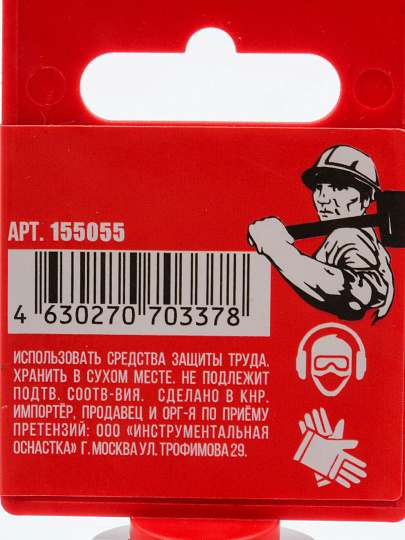 АРТ. 155055
4 630270 703378
ИСПОЛЬЗОВАТЬ СРЕДСТВА ЗАЩИТЫ ТРУДА.
ХРАНИТЬ В СУХОМ МЕСТЕ. НЕ ПОДЛЕЖИТ
ПОДТВ. СООТВ-ВИЯ. СДЕЛАНО В КНР.
ИМПОРТЁР, ПРОДАВЕЦ И ОРГ-Я ПО ПРИЁМУ
ПРЕТЕНЗИЙ: ООО «ИНСТРУМЕНТАЛЬНАЯ
ОСНАСТКА» Г. МОСКВА УЛ. ТРОФИМОВА 29.